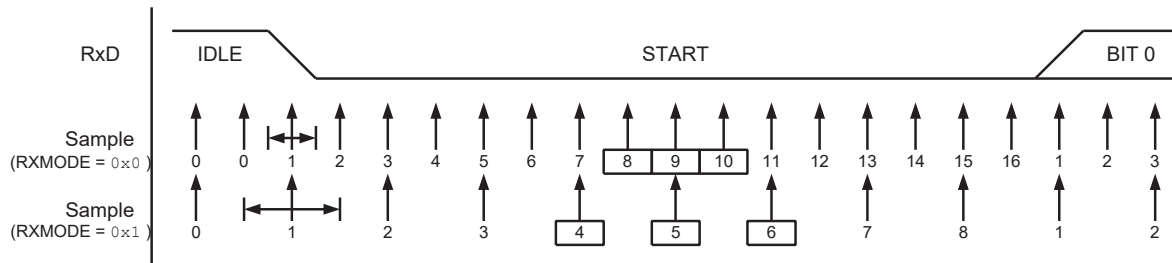 RxD IDLE START BIT 0
Sample
(RXMODE = 0x0 ) 0 0 1 2 3 4 5 6 7 8 9 10 11 12 13 14 15 16 1 2 3
Sample
(RXMODE = 0x1 ) 0 1 2 3 4 5 6 7 8 1 2